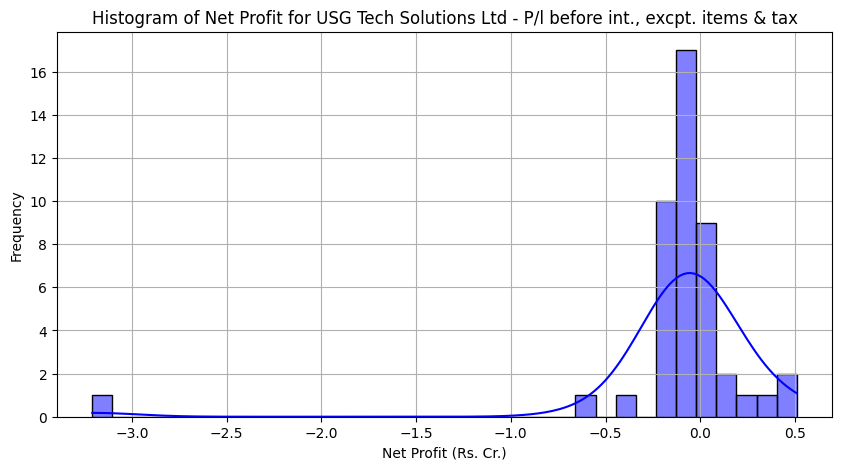 Histogram of Net Profit for USG Tech Solutions Ltd - P/l before int., excpt. items & tax
Frequency
16
14
12
10
8
6
4
2
0
−3.0 −2.5 −2.0 −1.5 −1.0 −0.5 0.0 0.5
Net Profit (Rs. Cr.)